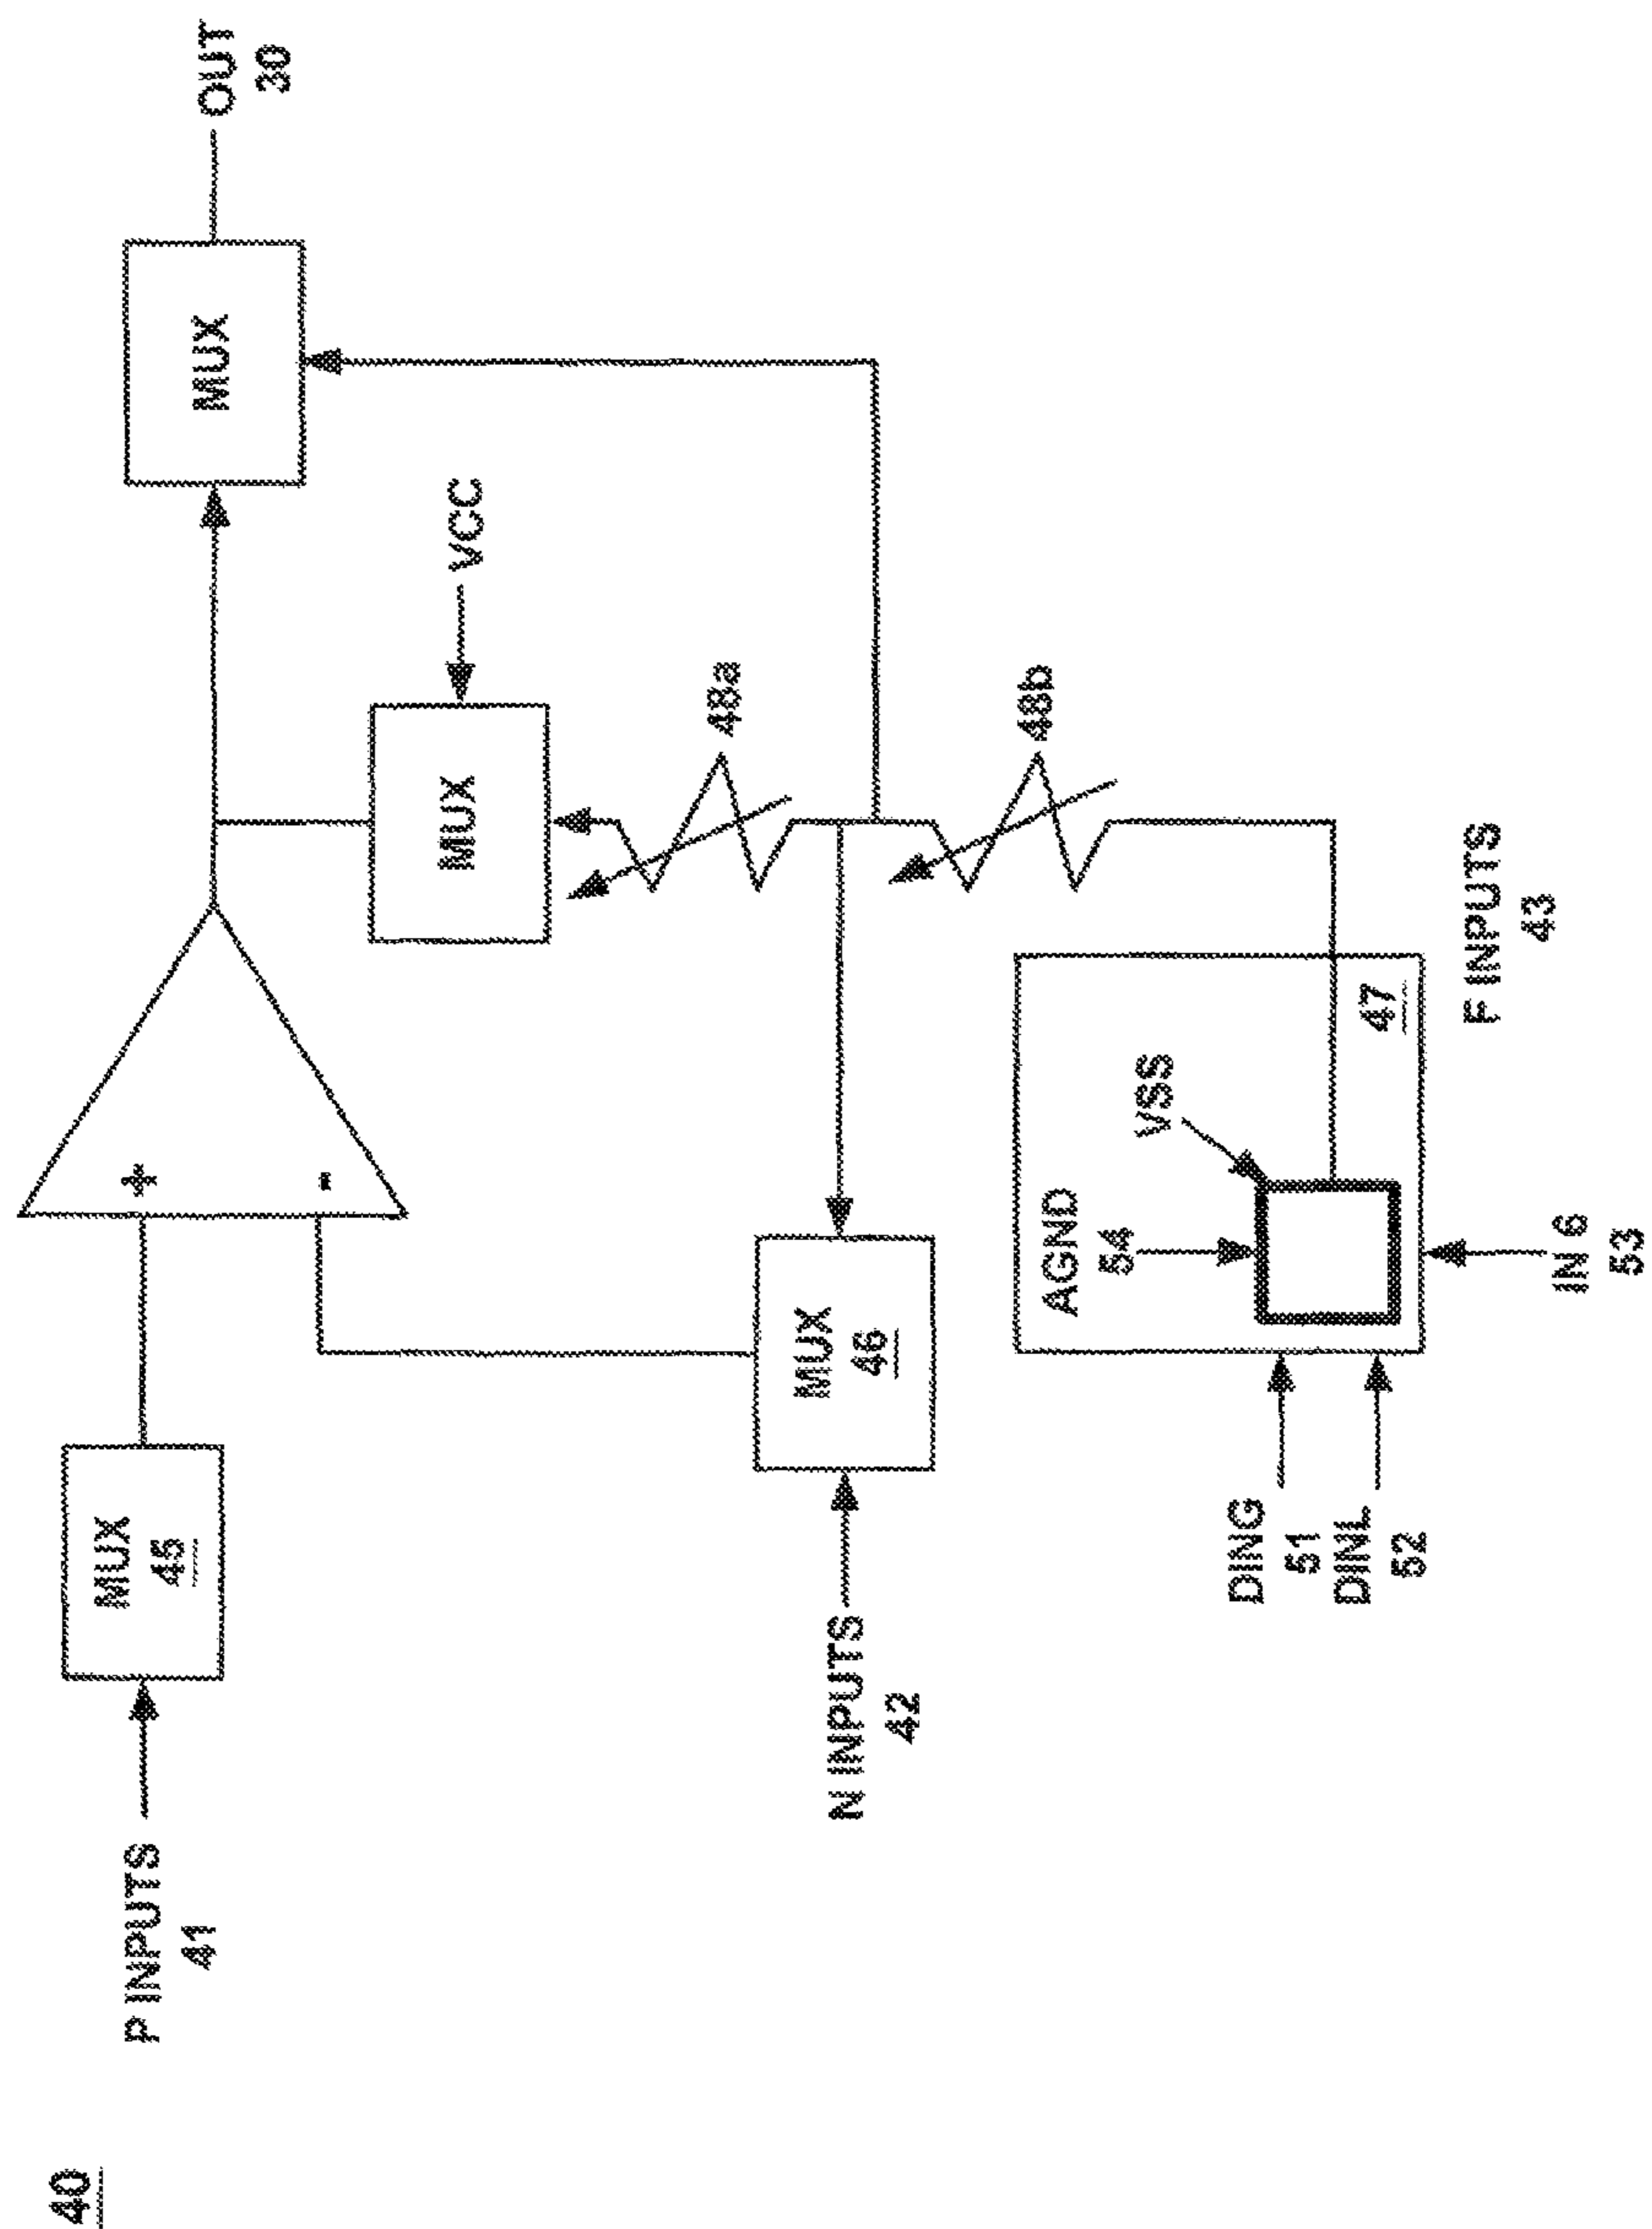 40
P INPUTS
41
MUX
45
+
-
N INPUTS
42
MUX
46
MUX
VCC
MUX
OUT
30
48a
48b
DING
51
DINL
52
AGND
54
VSS
47
IN 6
53
F INPUTS
43